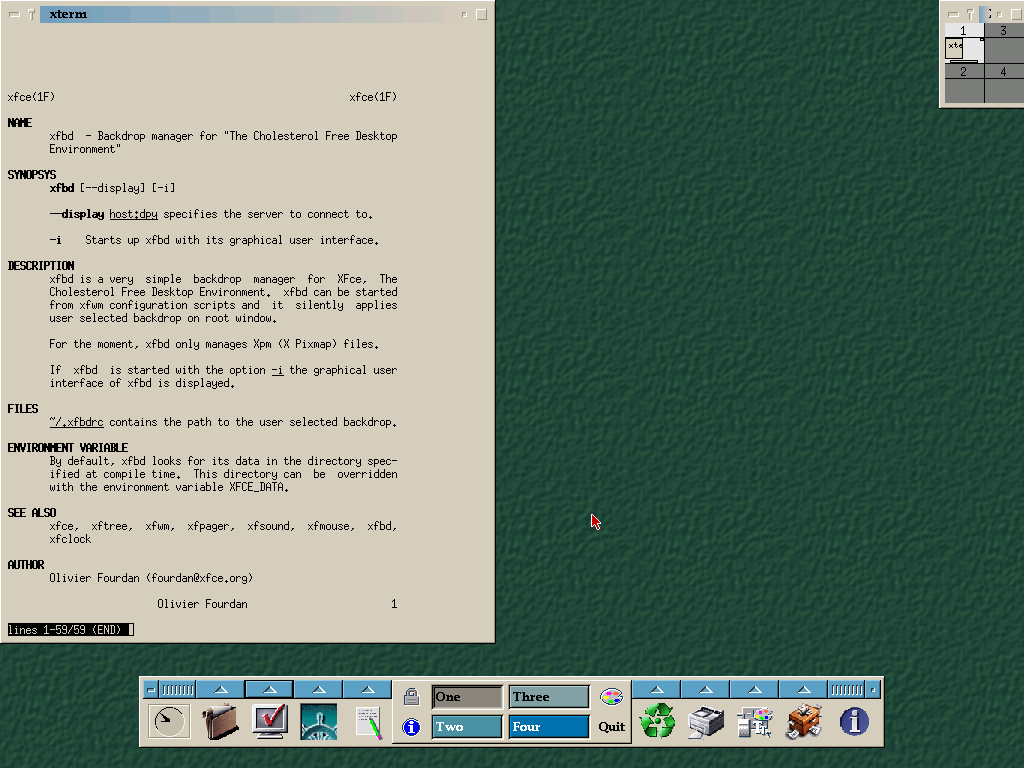 xterm
xfce(1F) xfce(1F)
NAME
xfbd - Backdrop manager for "The Cholesterol Free Desktop
Environment"
SYNOPSYS
xfbd [--display] [-i]
--display host:dpy specifies the server to connect to.
-i Starts up xfbd with its graphical user interface.
DESCRIPTION
xfbd is a very simple backdrop manager for XFce, The
Cholesterol Free Desktop Environment. xfbd can be started
from xfwm configuration scripts and it silently applies
user selected backdrop on root window.
For the moment, xfbd only manages Xpm (X Pixmap) files.
If xfbd is started with the option -i the graphical user
interface of xfbd is displayed.
FILES
~/.xfbdrc contains the path to the user selected backdrop.
ENVIRONMENT VARIABLE
By default, xfbd looks for its data in the directory spec-
ified at compile time. This directory can be overridden
with the environment variable XFCE_DATA.
SEE ALSO
xfce, xftree, xfwm, xfpager, xfsound, xfmouse, xfbd,
xfclock
AUTHOR
Olivier Fourdan (fourdan@xfce.org)
Olivier Fourdan 1
lines 1-59/59 (END)
1 3
xte
2 4
One Three
Two Four Quit